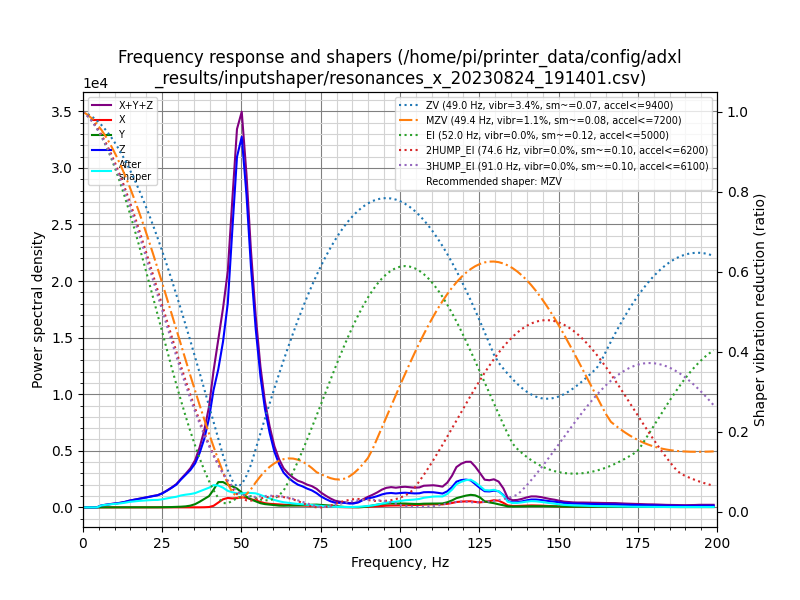 Frequency response and shapers (/home/pi/printer_data/config/adxl
_results/inputshaper/resonances_x_20230824_191401.csv)
1e4
X+Y+Z
X
Y
Z
After
shaper
ZV (49.0 Hz, vibr=3.4%, sm~=0.07, accel<=9400)
MZV (49.4 Hz, vibr=1.1%, sm~=0.08, accel<=7200)
EI (52.0 Hz, vibr=0.0%, sm~=0.12, accel<=5000)
2HUMP_EI (74.6 Hz, vibr=0.0%, sm~=0.10, accel<=6200)
3HUMP_EI (91.0 Hz, vibr=0.0%, sm~=0.10, accel<=6100)
Recommended shaper: MZV
Power spectral density
3.5
3.0
2.5
2.0
1.5
1.0
0.5
0.0
1.0
0.8
0.6
0.4
0.2
0.0
Shaper vibration reduction (ratio)
0 25 50 75 100 125 150 175 200
Frequency, Hz